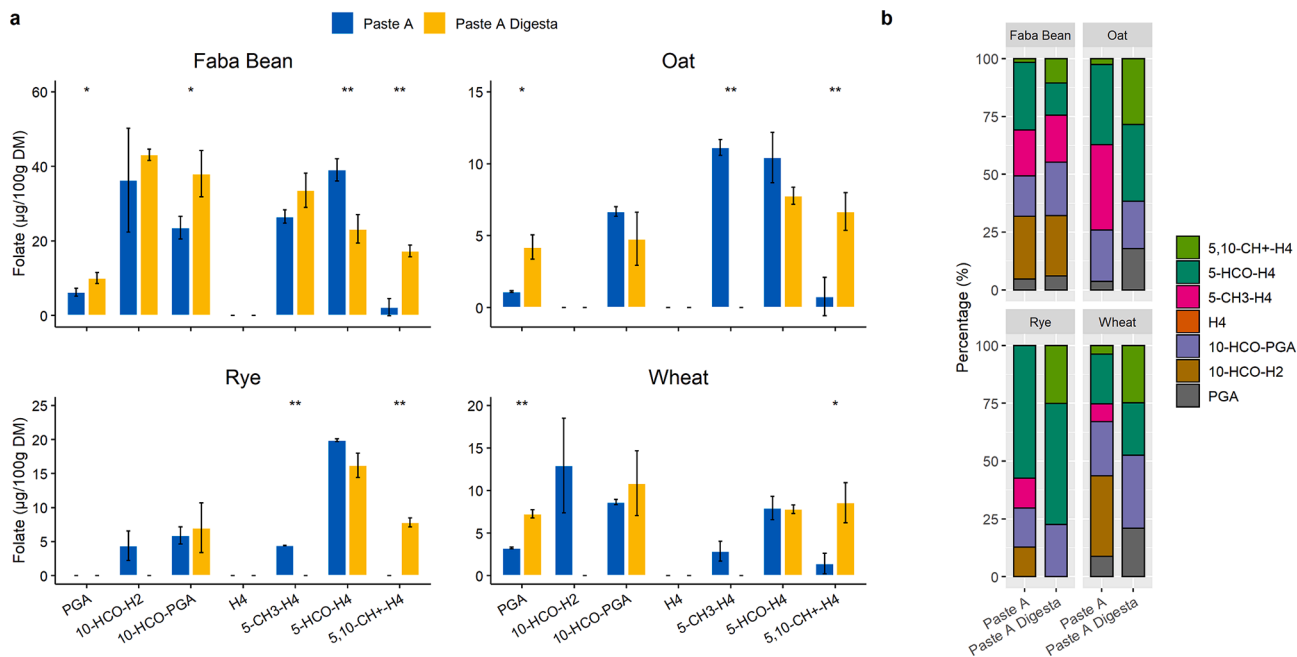 a
Paste A
Paste A Digesta
Faba Bean
Oat
Folate (µg/100g DM)
60
40
20
0
* * ** **
15
10
5
0
* ** **
Rye
Wheat
Folate (µg/100g DM)
25
20
15
10
5
0
** **
20
15
10
5
0
** *
PGA
10-HCO-H2
10-HCO-PGA
H4
5-CH3-H4
5-HCO-H4
5,10-CH+-H4
PGA
10-HCO-H2
10-HCO-PGA
H4
5-CH3-H4
5-HCO-H4
5,10-CH+-H4
b
Faba Bean
Oat
100
75
50
25
0
Percentage (%)
Rye
Wheat
100
75
50
25
0
Paste A
Paste A Digesta
Paste A
Paste A Digesta
5,10-CH+-H4
5-HCO-H4
5-CH3-H4
H4
10-HCO-PGA
10-HCO-H2
PGA